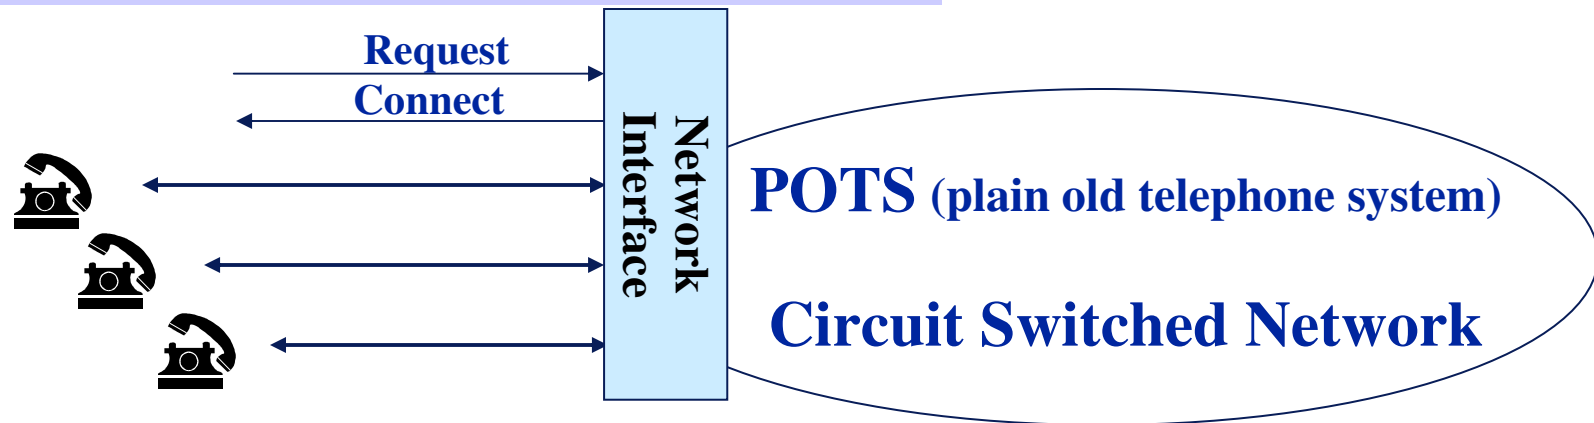 Request
Connect
Network
Interface
POTS (plain old telephone system)
Circuit Switched Network